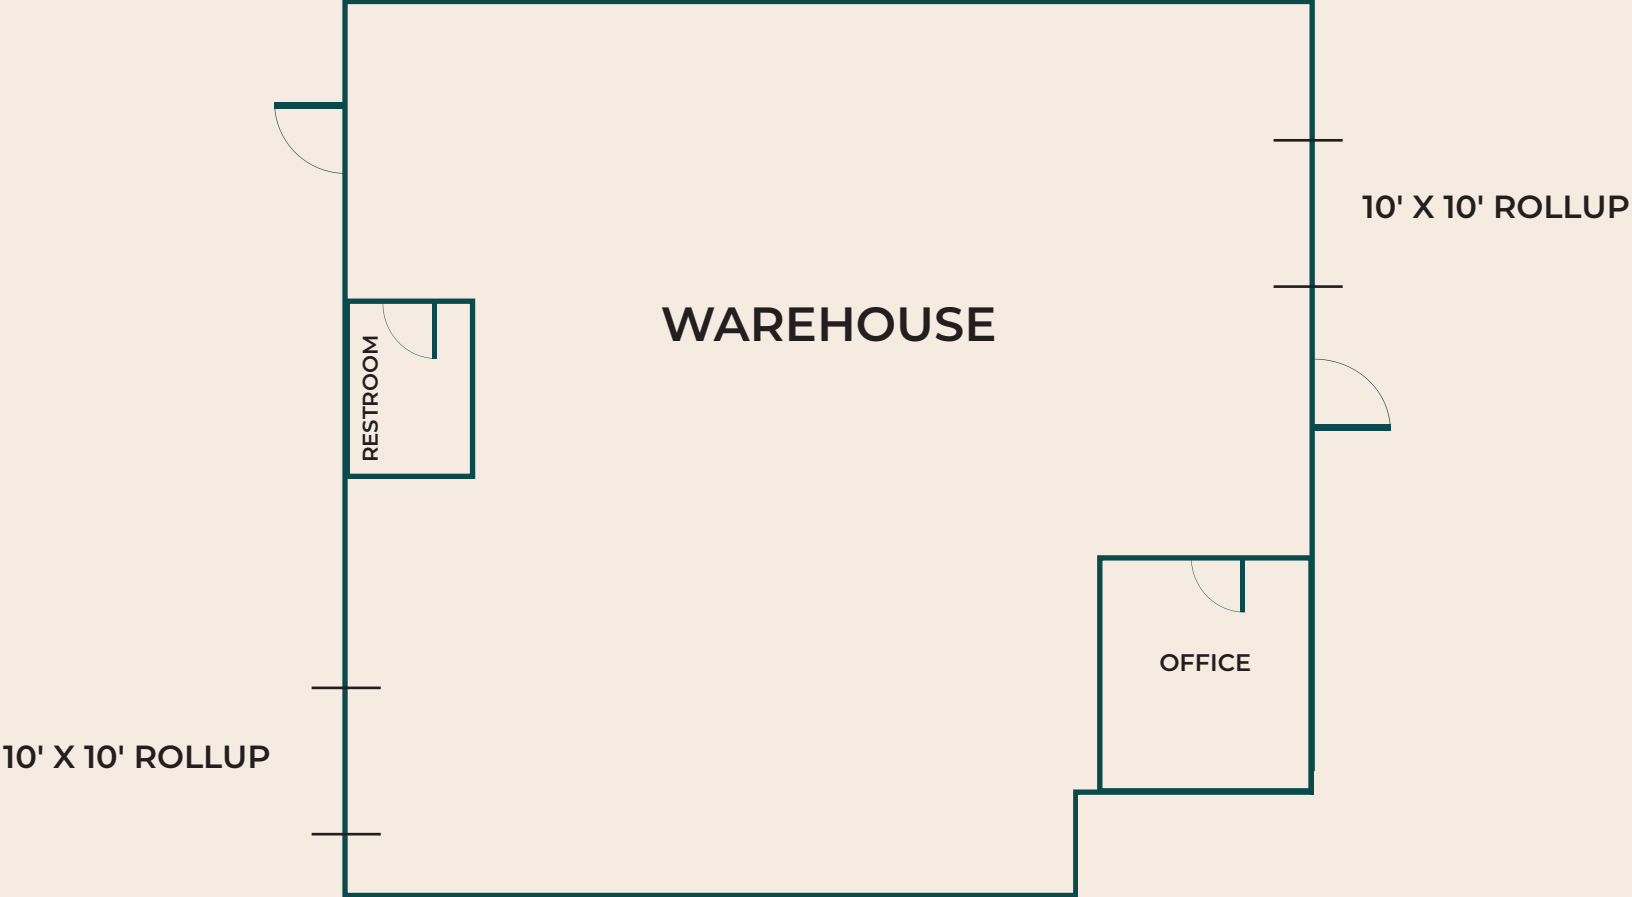 10' X 10' ROLLUP
WAREHOUSE
RESTROOM
OFFICE
10' X 10' ROLLUP